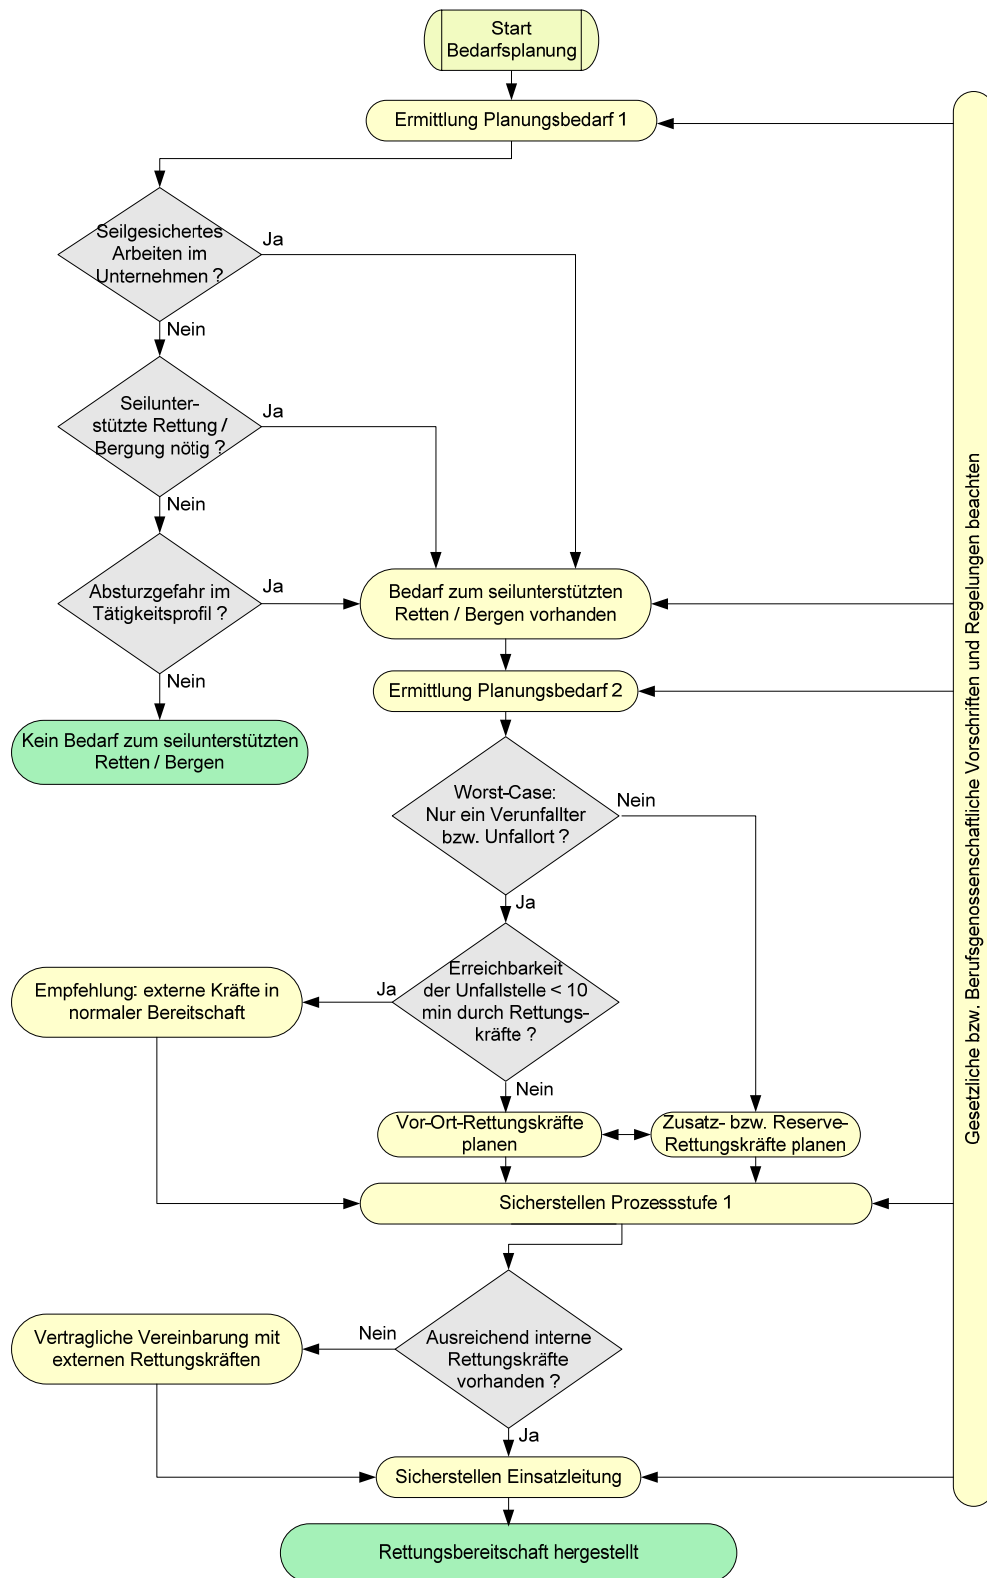 Start
Bedarfsplanung
Ermittlung Planungsbedarf 1
Seilgesichertes
Arbeiten im
Unternehmen ?
Ja
Nein
Seilunter-
stützte Rettung /
Bergung nötig ?
Ja
Nein
Absturzgefahr im
Tätigkeitsprofil ?
Ja
Nein
Bedarf zum seilunterstützten
Retten / Bergen vorhanden
Kein Bedarf zum seilunterstützten
Retten / Bergen
Ermittlung Planungsbedarf 2
Worst-Case:
Nur ein Verunfallter
bzw. Unfallort ?
Nein
Ja
Erreichbarkeit
der Unfallstelle < 10
min durch Rettungs-
kräfte ?
Ja
Nein
Empfehlung: externe Kräfte in
normaler Bereitschaft
Vor-Ort-Rettungskräfte
planen
Zusatz- bzw. Reserve-
Rettungskräfte planen
Sicherstellen Prozessstufe 1
Ausreichend interne
Rettungskräfte
vorhanden ?
Nein
Ja
Vertragliche Vereinbarung mit
externen Rettungskräften
Sicherstellen Einsatzleitung
Rettungsbereitschaft hergestellt
Gesetzliche bzw. Berufsgenossenschaftliche Vorschriften und Regelungen beachten